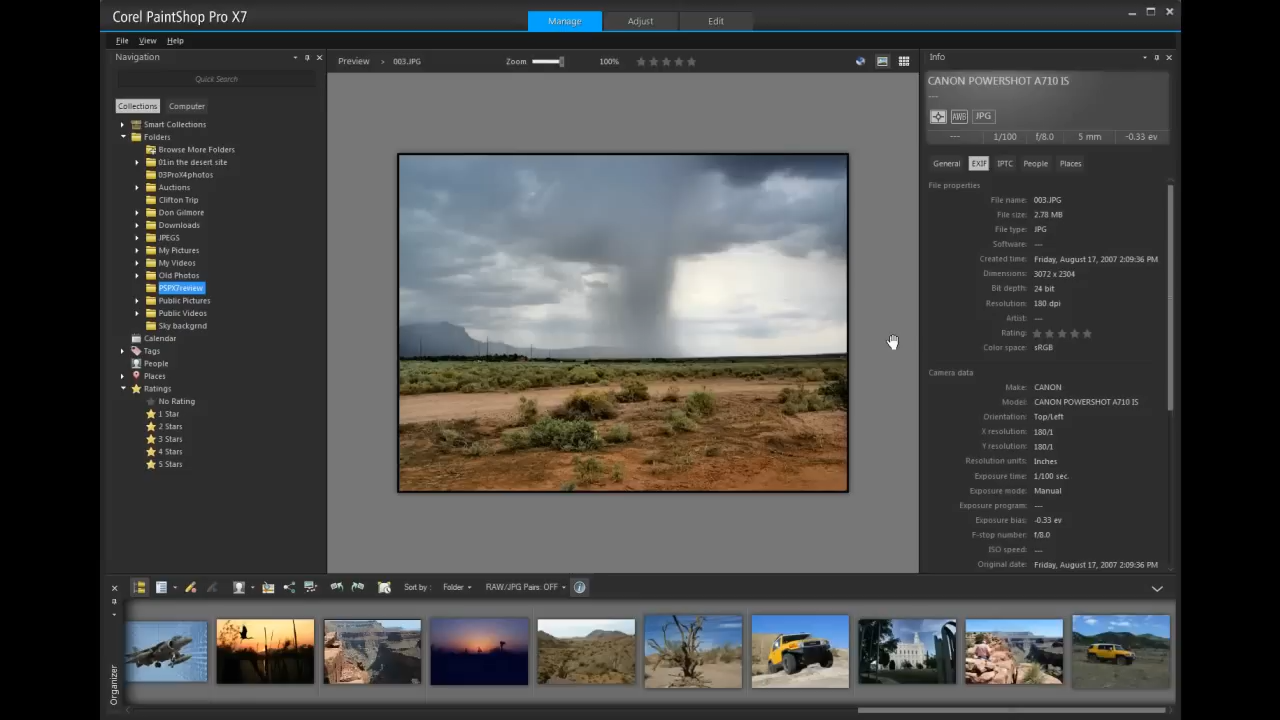 Corel PaintShop Pro X7
Manage Adjust Edit
File View Help
Navigation
Quick Search
Collections Computer
Smart Collections
Folders
Browse More Folders
01in the desert site
03ProX4photos
Auctions
Clifton Trip
Don Gilmore
Downloads
JPEGS
My Pictures
My Videos
Old Photos
PSPX7review
Public Pictures
Public Videos
Sky backgrnd
Calendar
Tags
People
Places
Ratings
No Rating
1 Star
2 Stars
3 Stars
4 Stars
5 Stars
Preview › 003.JPG Zoom 100%
Info
CANON POWERSHOT A710 IS
---
AWB JPG
--- 1/100 f/8.0 5 mm -0.33 ev
General EXIF IPTC People Places
File properties
File name: 003.JPG
File size: 2.78 MB
File type: JPG
Software: ---
Created time: Friday, August 17, 2007 2:09:36 PM
Dimensions: 3072 x 2304
Bit depth: 24 bit
Resolution: 180 dpi
Artist: ---
Rating:
Color space: sRGB
Camera data
Make: CANON
Model: CANON POWERSHOT A710 IS
Orientation: Top/Left
X resolution: 180/1
Y resolution: 180/1
Resolution units: Inches
Exposure time: 1/100 sec.
Exposure mode: Manual
Exposure program: ---
Exposure bias: -0.33 ev
F-stop number: f/8.0
ISO speed: ---
Original date: Friday, August 17, 2007 2:09:36 PM
Sort by : Folder RAW/JPG Pairs: OFF
Organizer